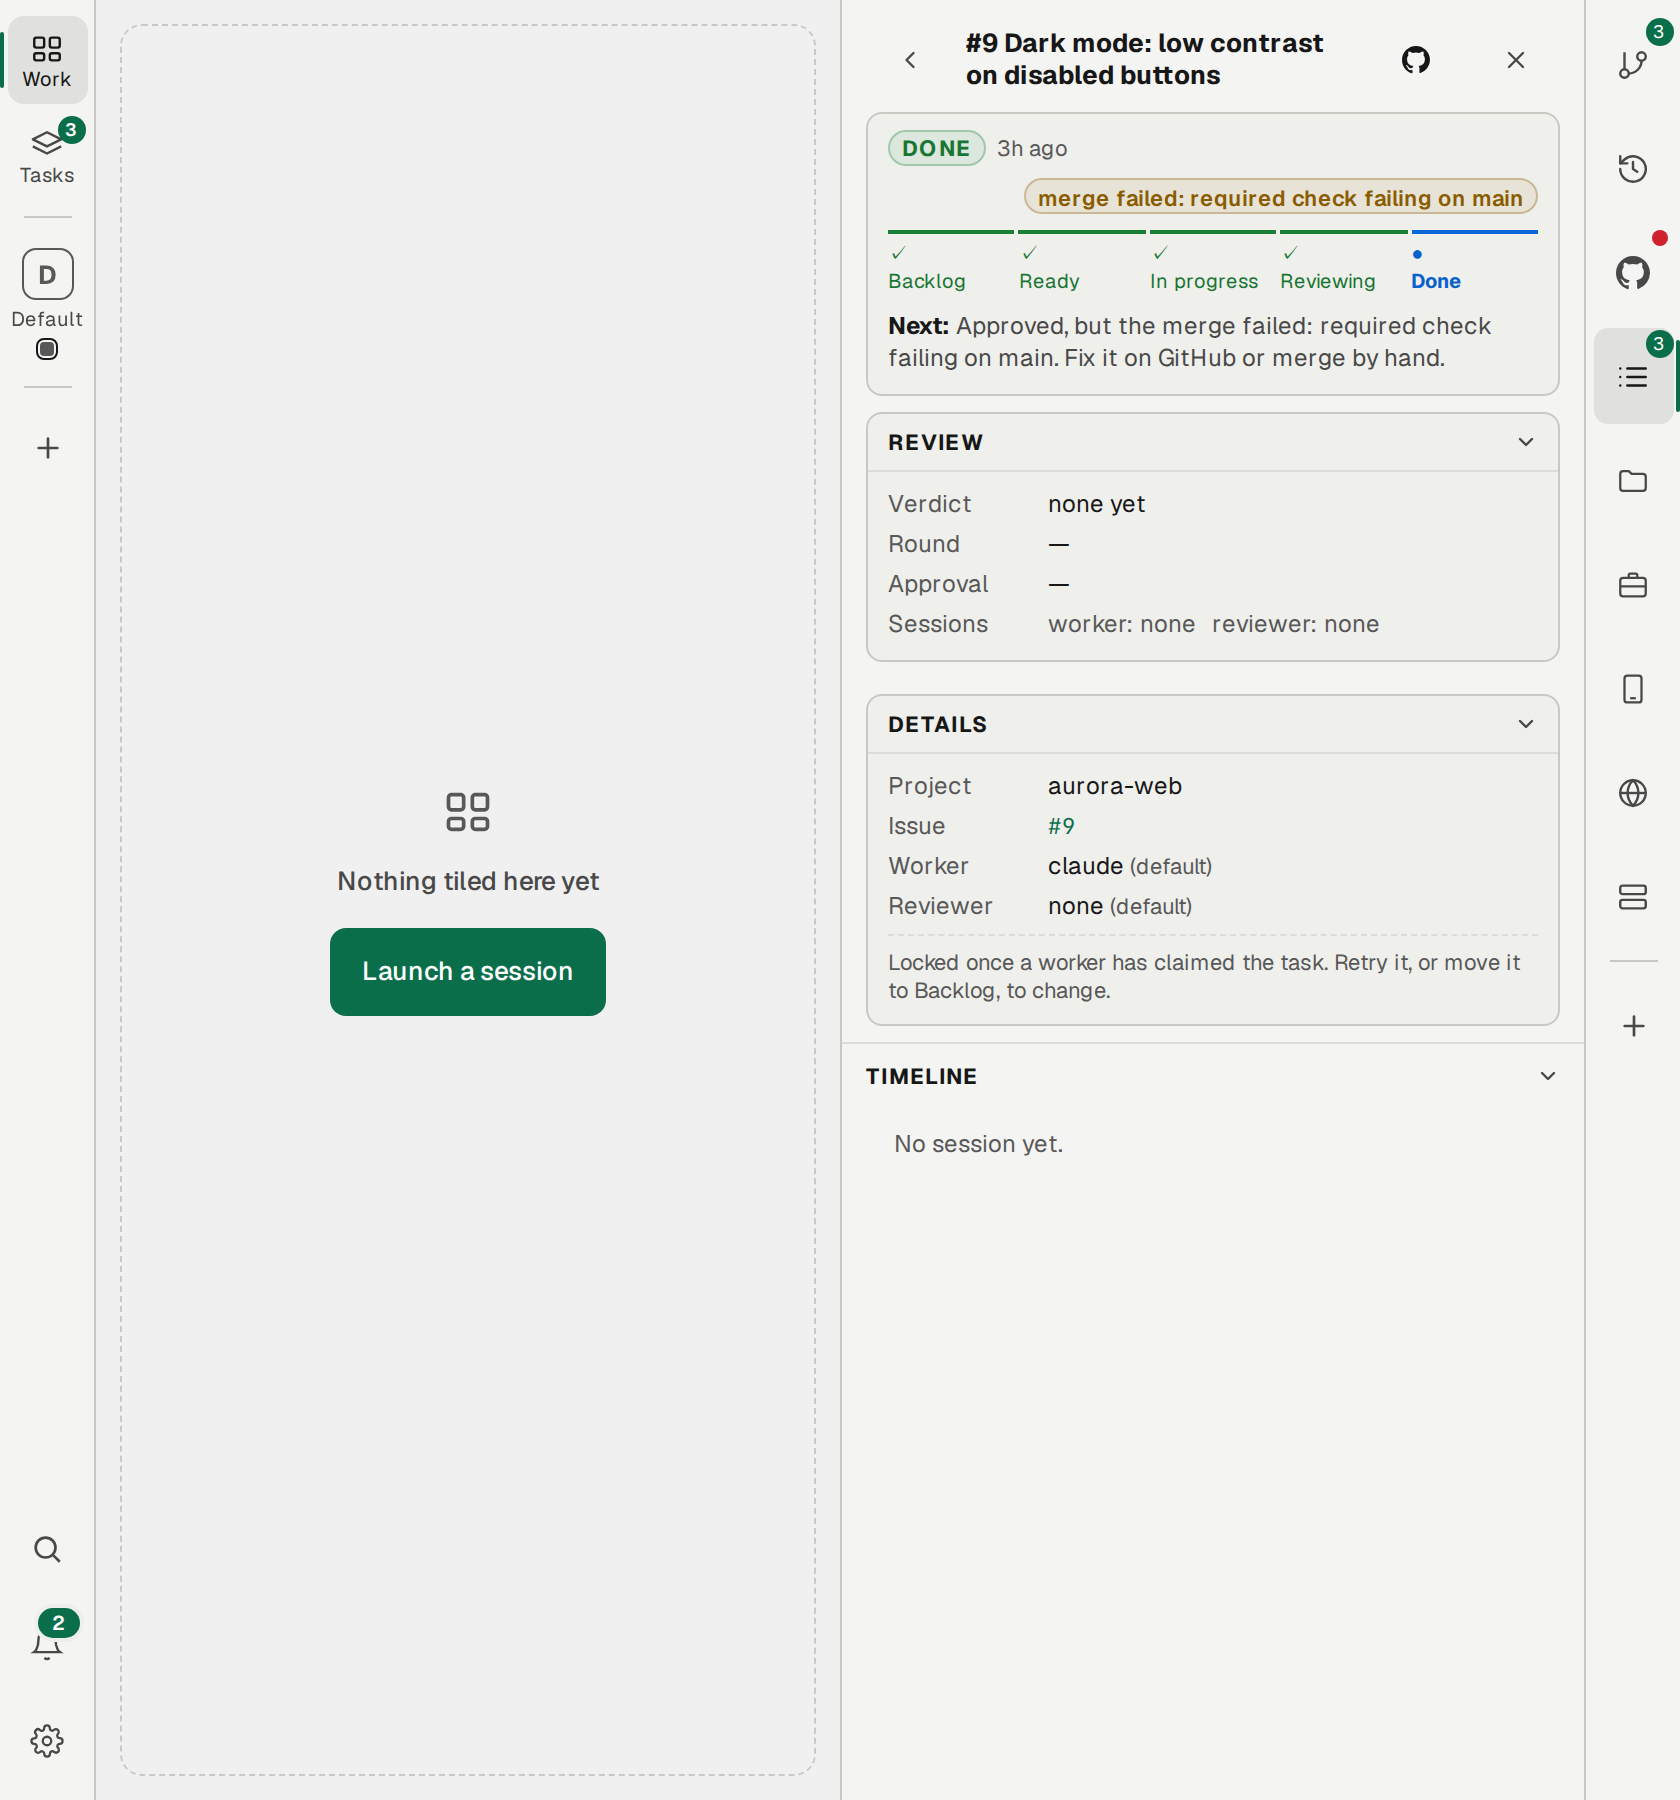 Work
3
Tasks
D
Default
2
Nothing tiled here yet
Launch a session
#9 Dark mode: low contrast
on disabled buttons
DONE 3h ago
merge failed: required check failing on main
✓ ✓ ✓ ✓ ●
Backlog Ready In progress Reviewing Done
Next: Approved, but the merge failed: required check
failing on main. Fix it on GitHub or merge by hand.
REVIEW
Verdict none yet
Round —
Approval —
Sessions worker: none reviewer: none
DETAILS
Project aurora-web
Issue #9
Worker claude (default)
Reviewer none (default)
Locked once a worker has claimed the task. Retry it, or move it
to Backlog, to change.
TIMELINE
No session yet.
3
3